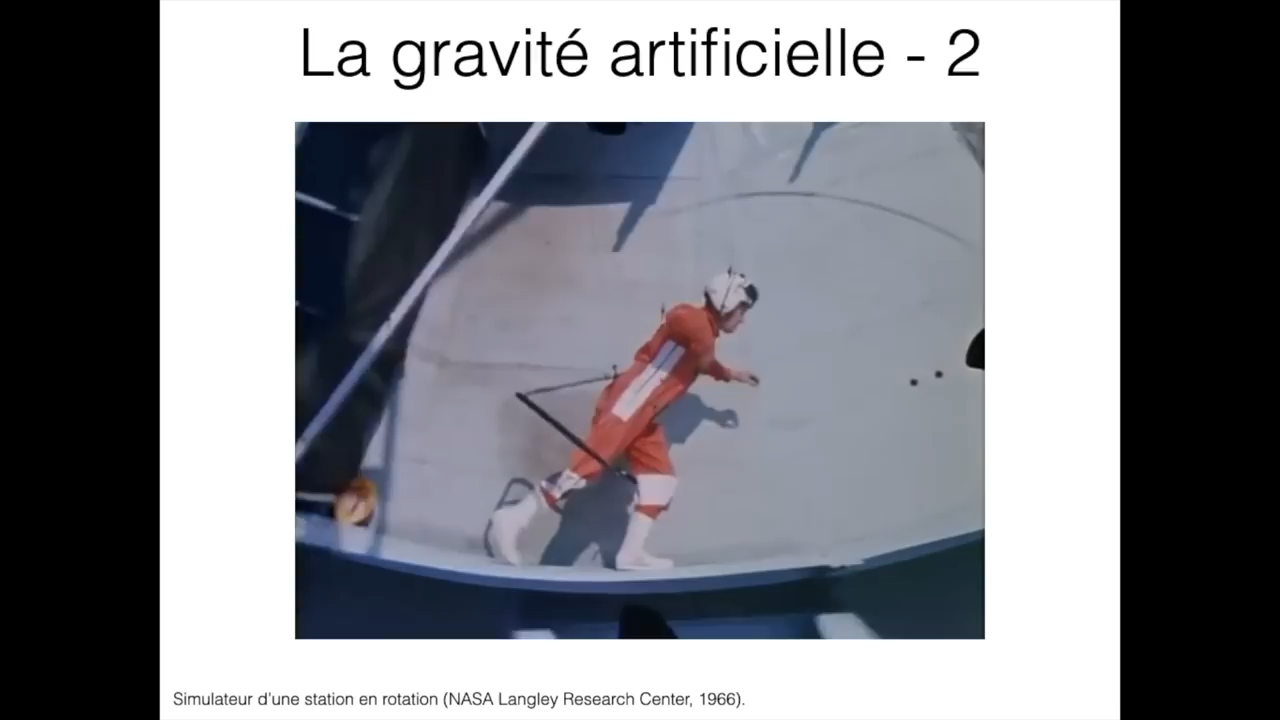 La gravité artificielle - 2
Simulateur d'une station en rotation (NASA Langley Research Center, 1966).